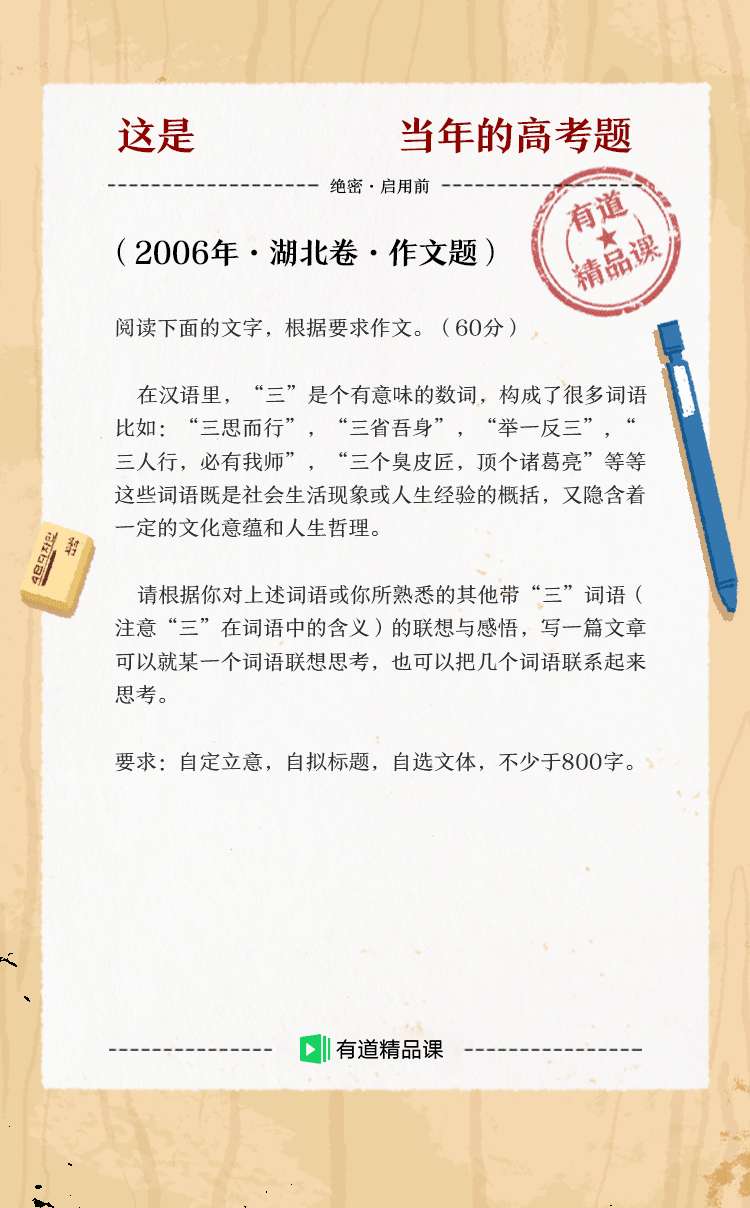 这是 当年的高考题
绝密·启用前
有道
精品课
（2006年·湖北卷·作文题）
阅读下面的文字，根据要求作文。（60分）
在汉语里，“三”是个有意味的数词，构成了很多词语
比如：“三思而行”，“三省吾身”，“举一反三”，“
三人行，必有我师”，“三个臭皮匠，顶个诸葛亮”等等
这些词语既是社会生活现象或人生经验的概括，又隐含着
一定的文化意蕴和人生哲理。
请根据你对上述词语或你所熟悉的其他带“三”词语（
注意“三”在词语中的含义）的联想与感悟，写一篇文章
可以就某一个词语联想思考，也可以把几个词语联系起来
思考。
要求：自定立意，自拟标题，自选文体，不少于800字。
有道精品课